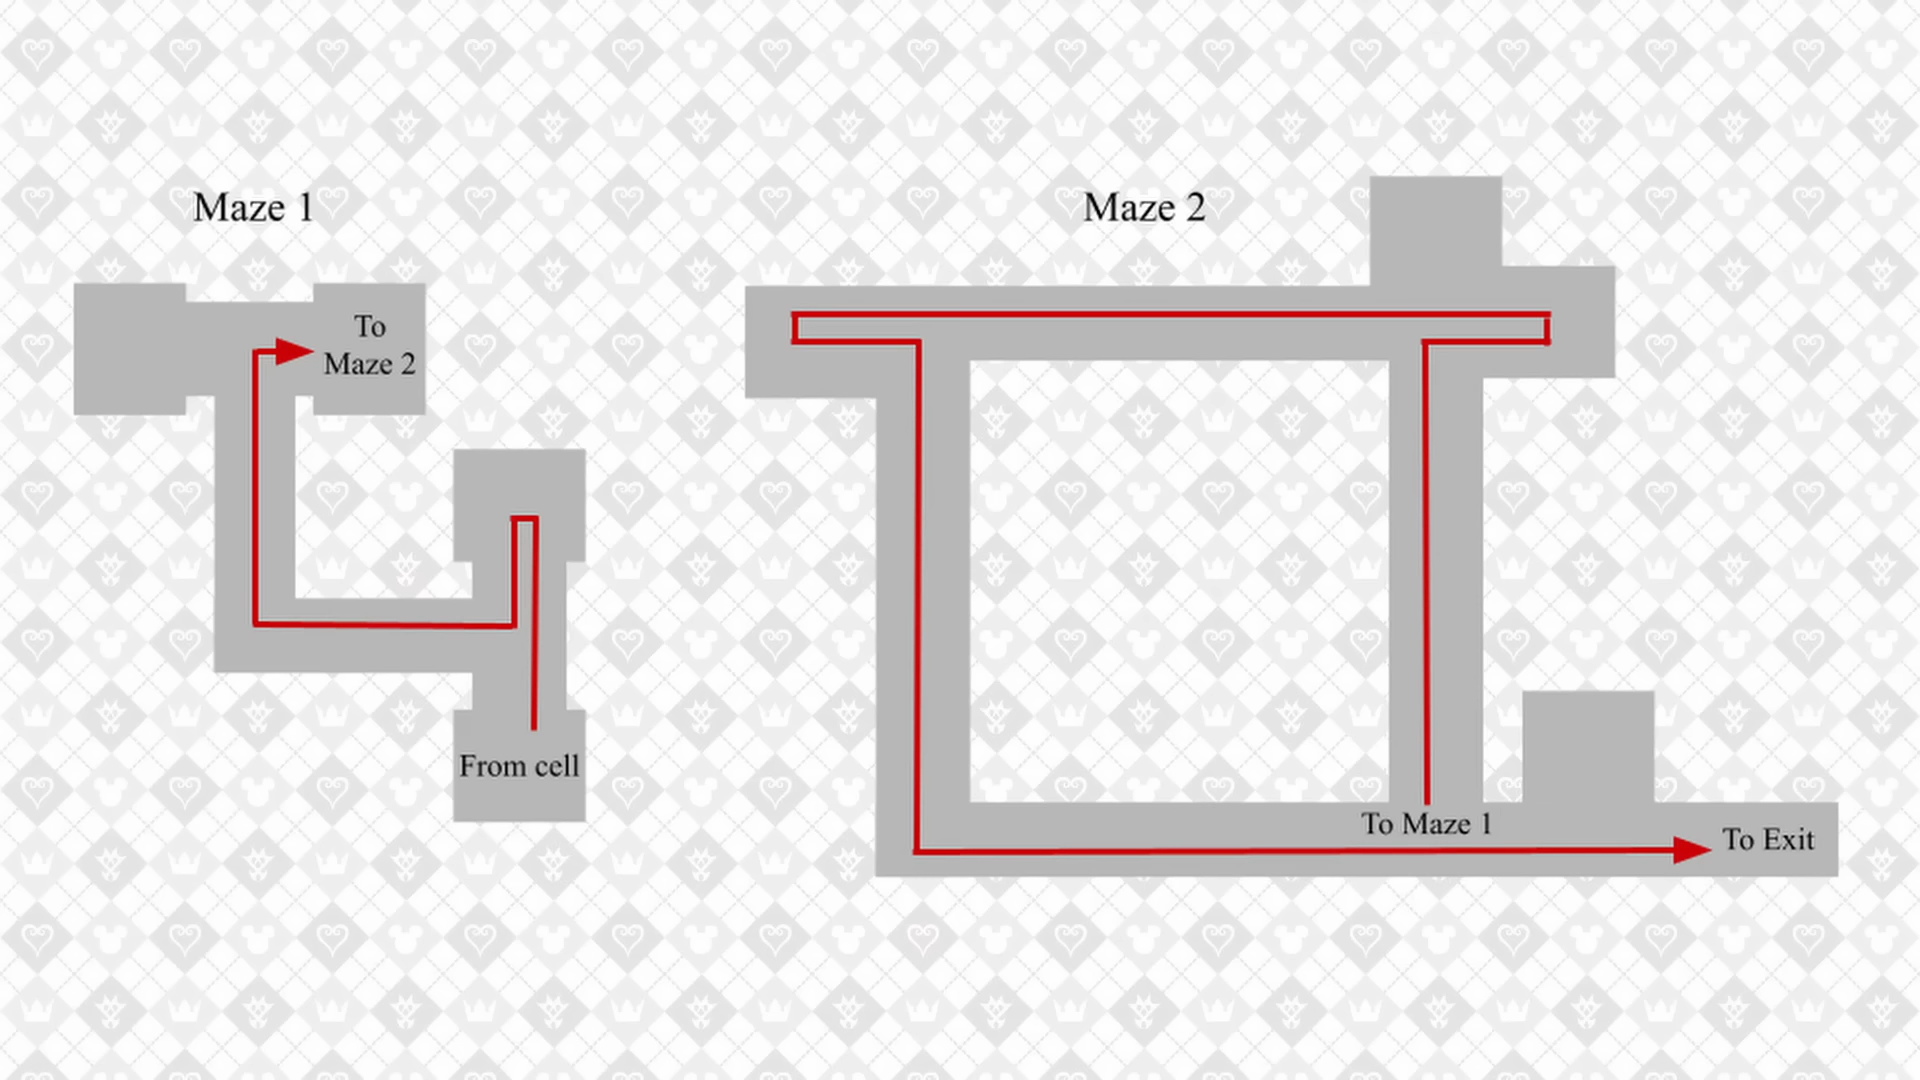 Maze 1
Maze 2
To
Maze 2
From cell
To Maze 1
To Exit